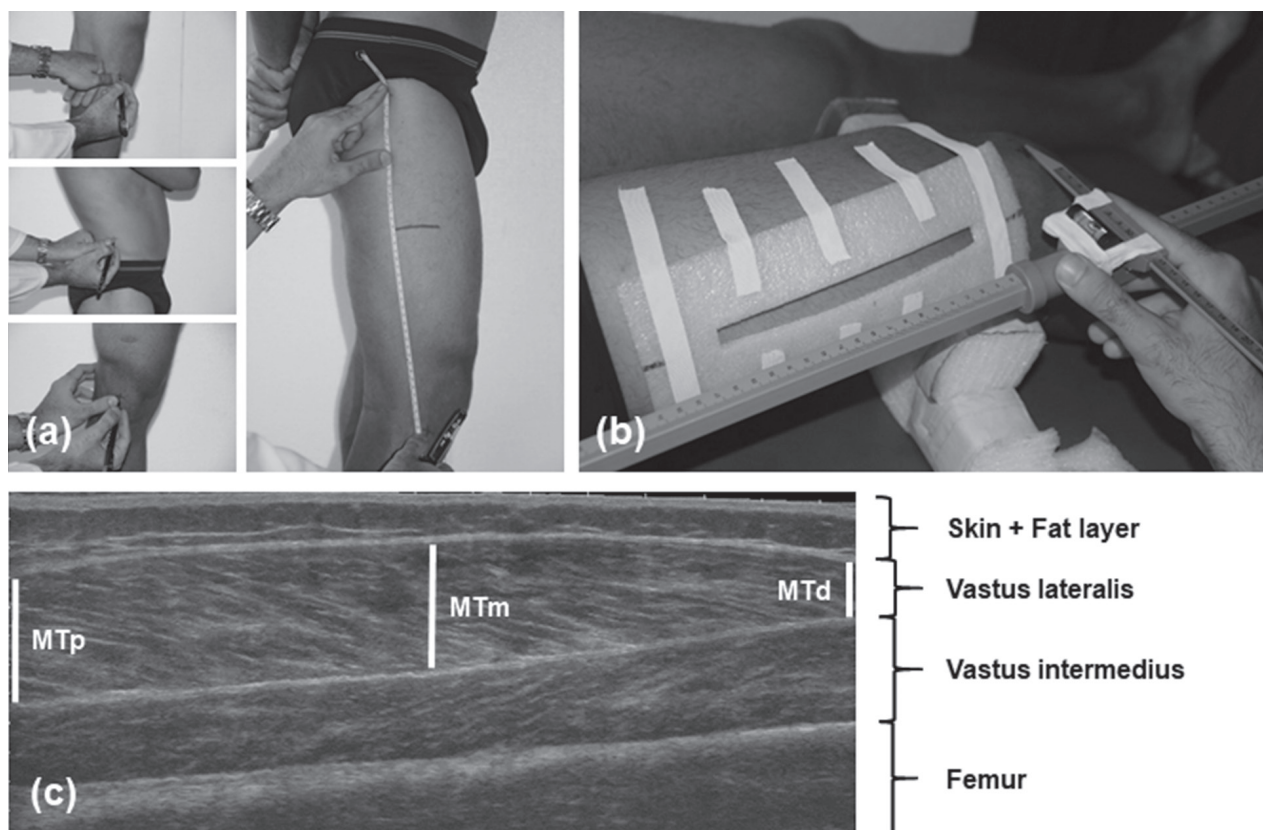 (a)
(b)
Skin + Fat layer
MTp
MTm
MTd
Vastus lateralis
Vastus intermedius
Femur
(c)